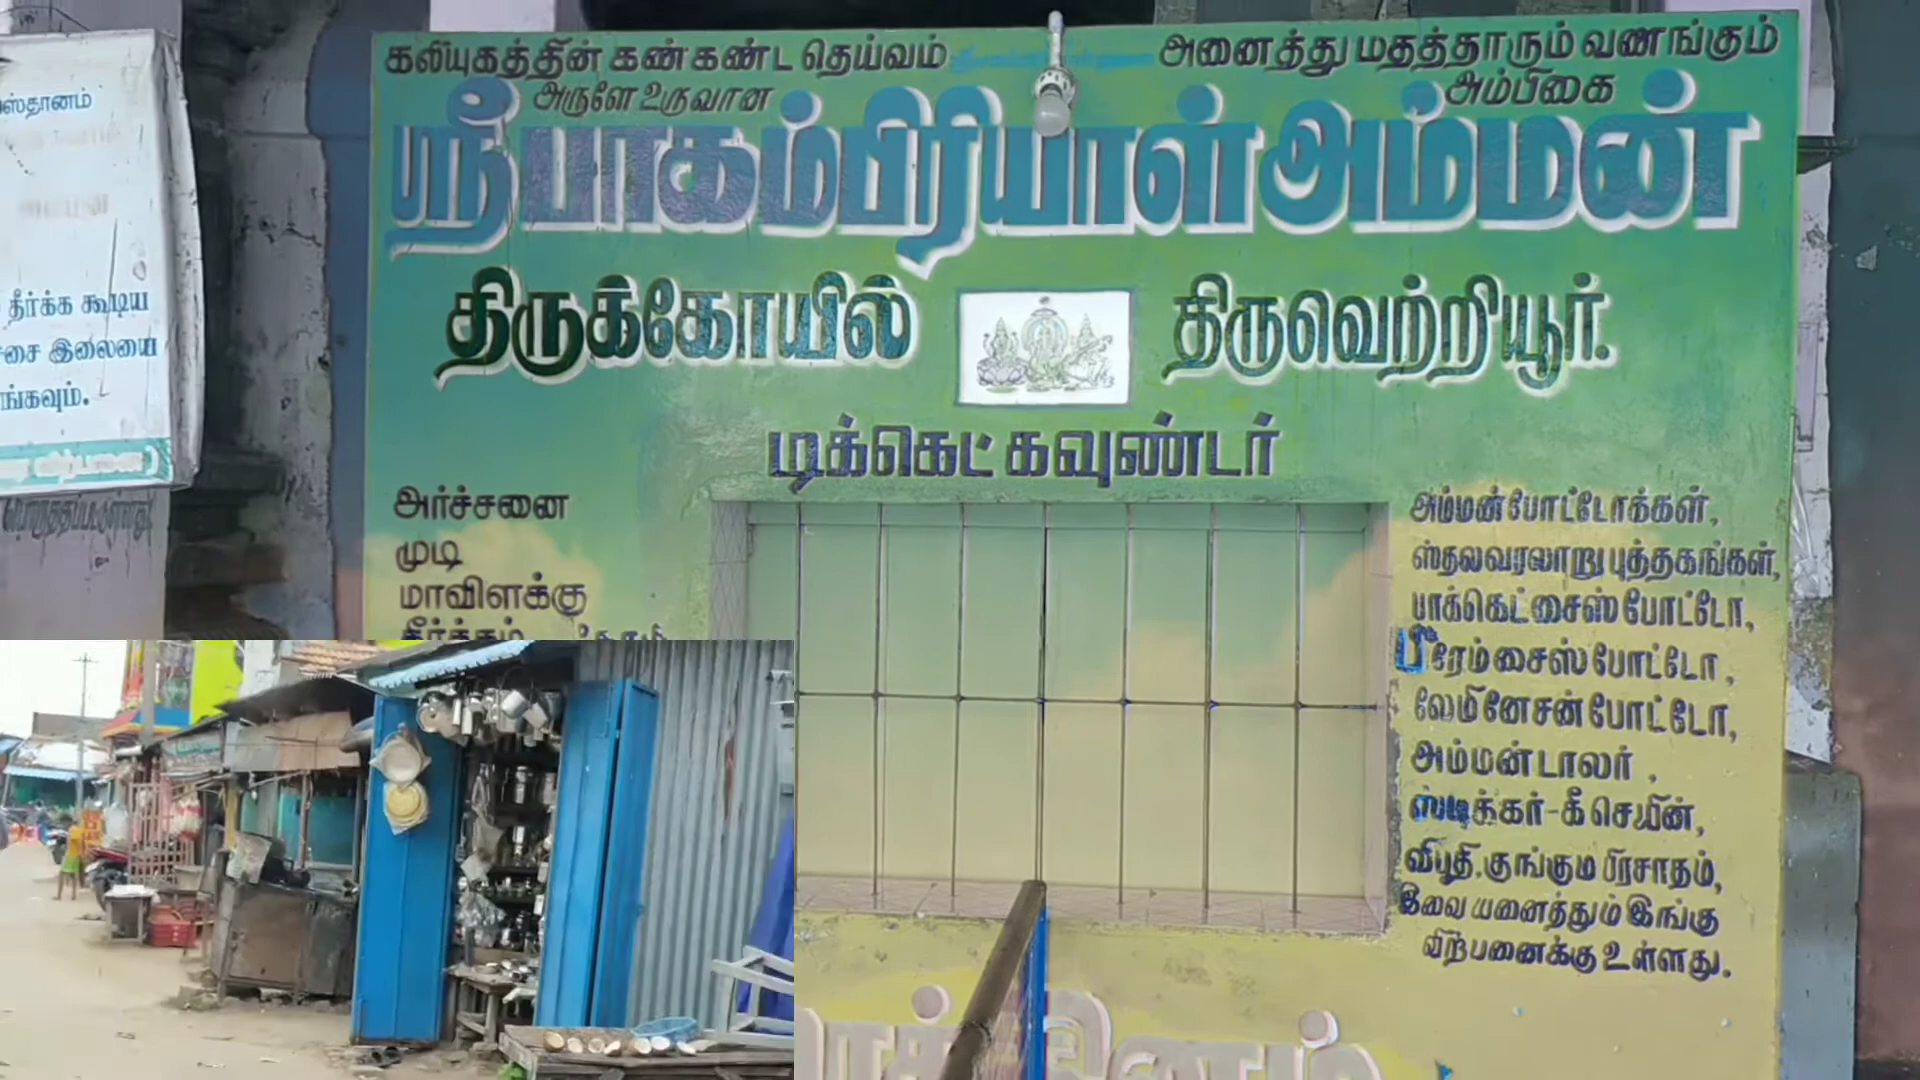 கலியுகத்தின் கண்கண்ட தெய்வம்
அனைத்து மதத்தாரும் வணங்கும்
அருளே உருவான
அம்பிகை
ஸ்ரீ பாகம்பிரியாள் அம்மன்
திருக்கோயில் திருவெற்றியூர்.
டிக்கெட் கவுண்டர்
அர்ச்சனை
முடி
மாவிளக்கு
அம்மன் போட்டோக்கள்,
ஸ்தலவரலாறு புத்தகங்கள்,
பாக்கெட்சைஸ் போட்டோ,
பிரேம்சைஸ் போட்டோ,
லேமினேசன் போட்டோ,
அம்மன் டாலர்,
ஸ்டிக்கர்-கீ செயின்,
விபூதி, குங்கும பிரசாதம்,
இவை யனைத்தும் இங்கு
விற்பனைக்கு உள்ளது.
ஸ்தானம்
தீர்க்க கூடிய
சை இலையை
ங்கவும்.